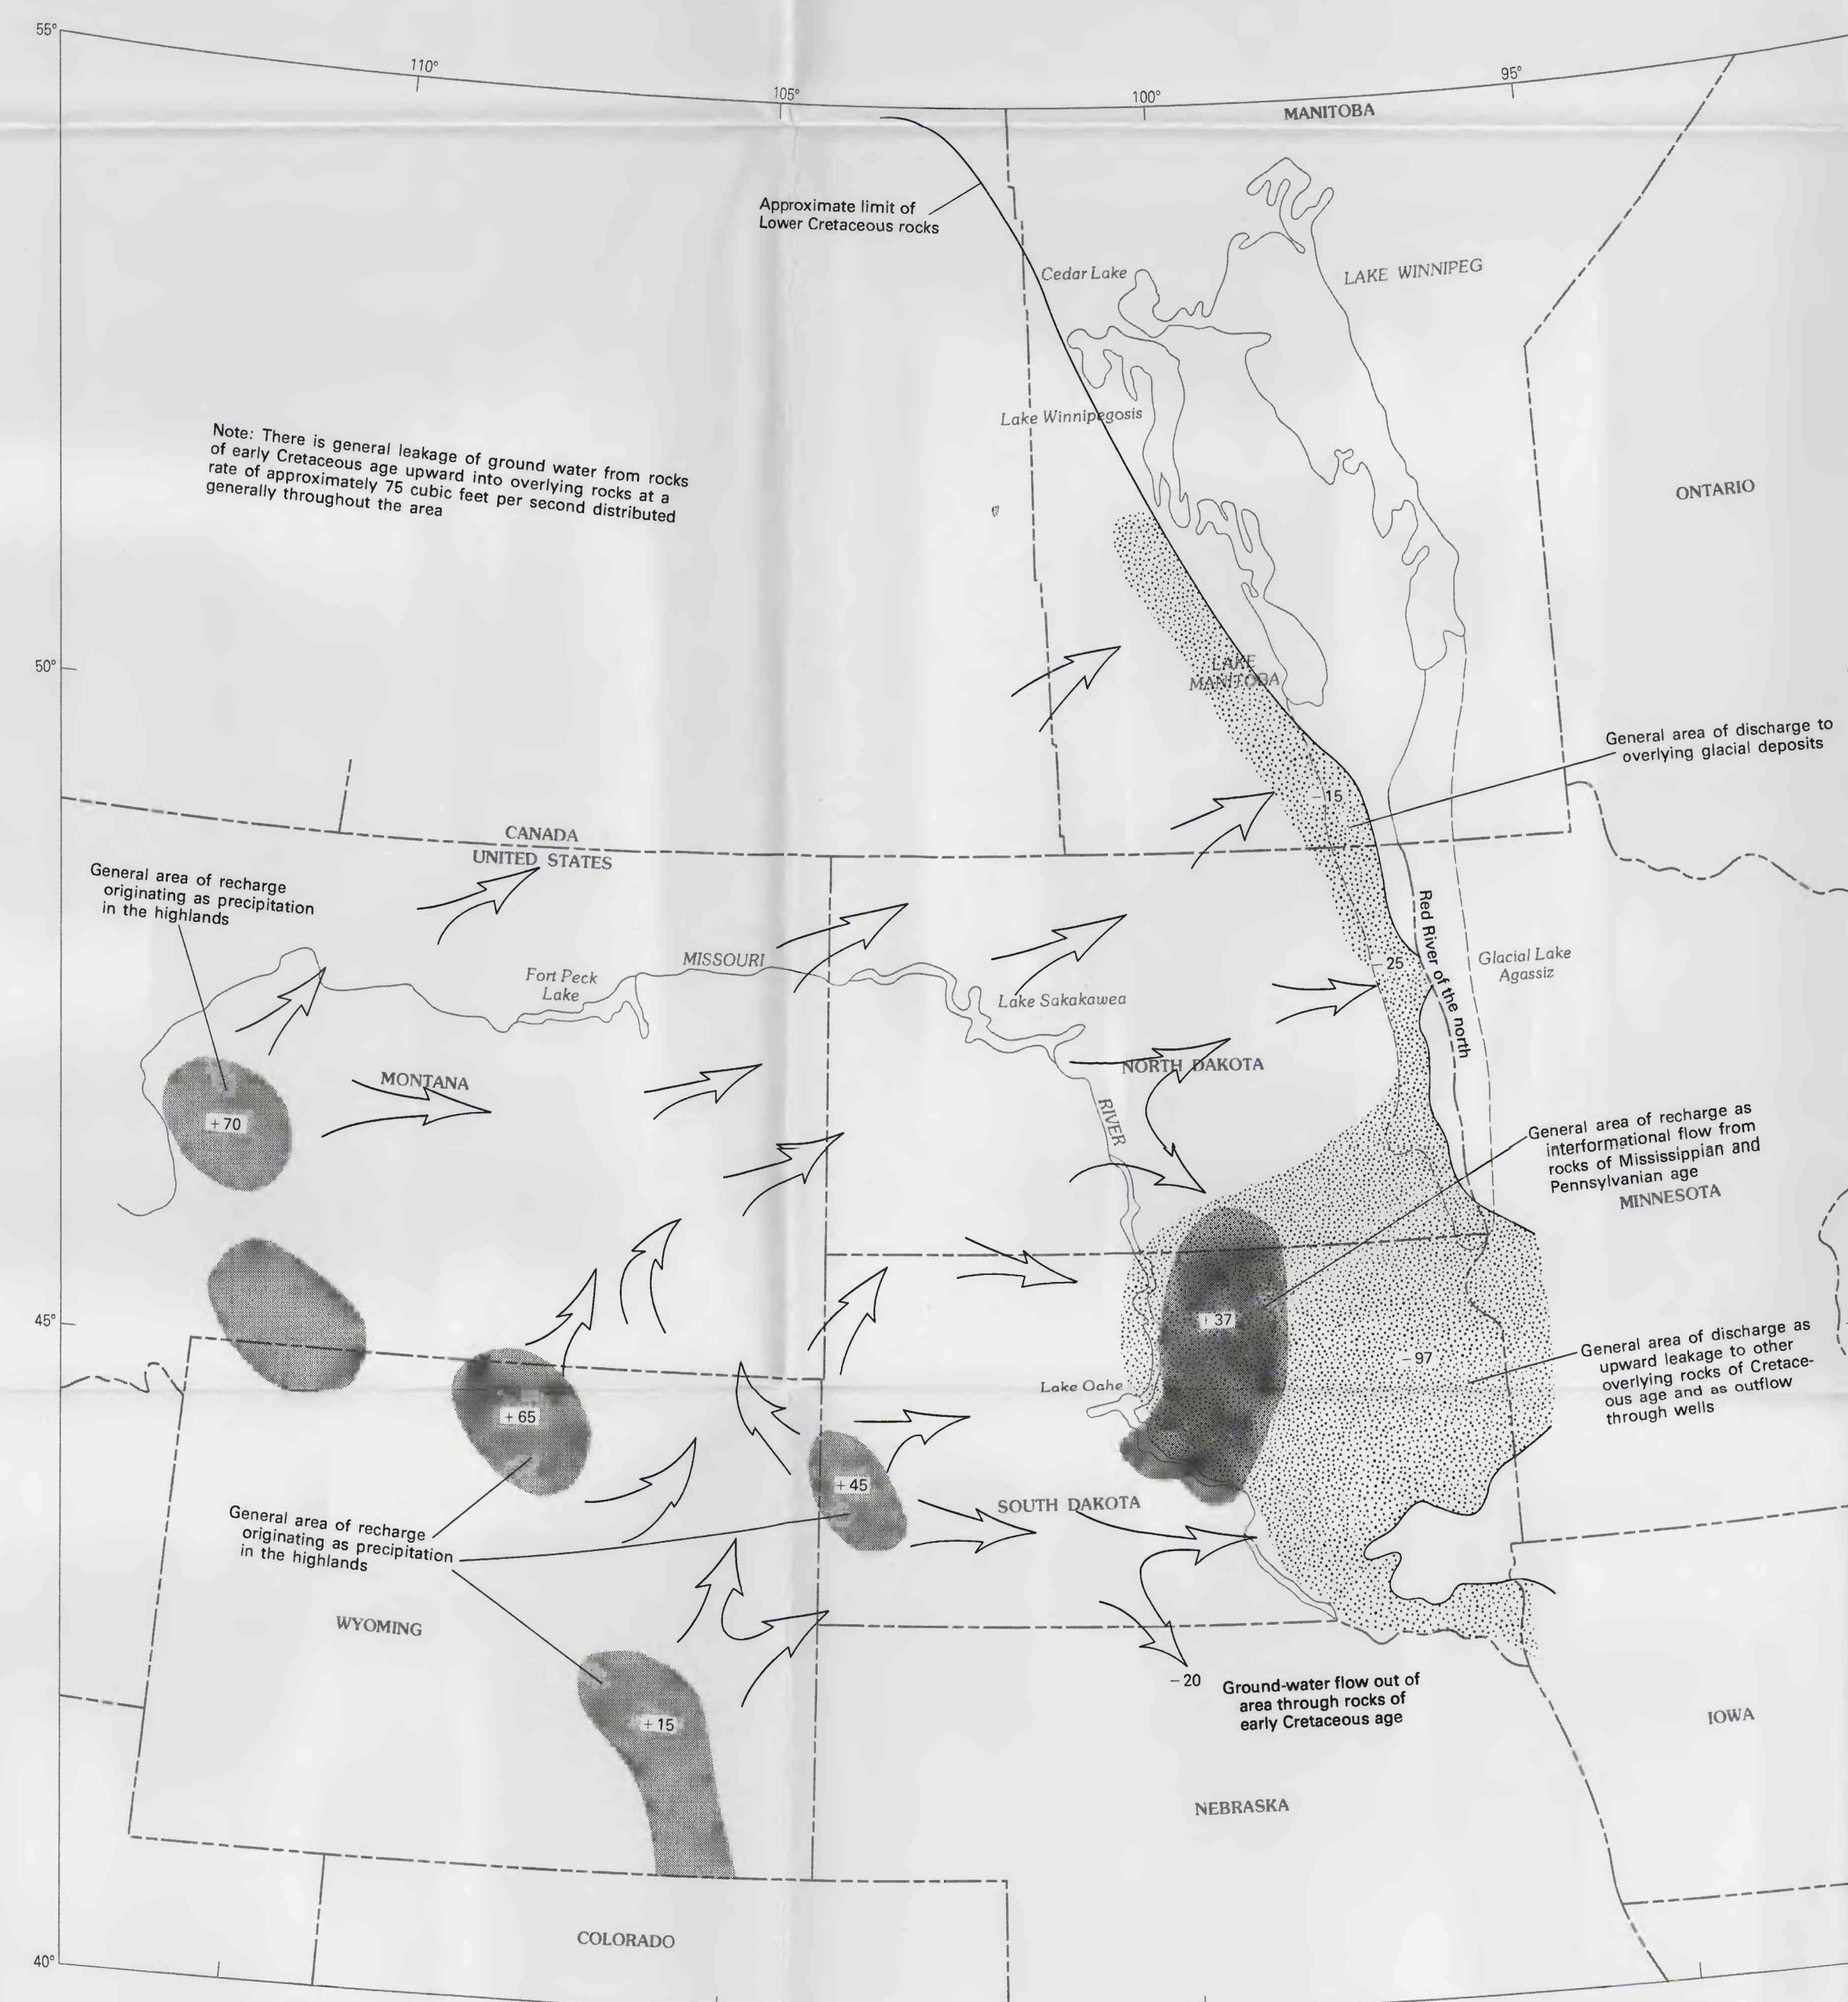 55°
110°
105°
100°
95°
MANITOBA
Approximate limit of
Lower Cretaceous rocks
Cedar Lake
LAKE WINNIPEG
Lake Winnipegosis
Note: There is general leakage of ground water from rocks
of early Cretaceous age upward into overlying rocks at a
rate of approximately 75 cubic feet per second distributed
generally throughout the area
ONTARIO
50°
LAKE
MANITOBA
General area of discharge to
overlying glacial deposits
-15
CANADA
UNITED STATES
General area of recharge
originating as precipitation
in the highlands
Red River of the north
MISSOURI
Fort Peck
Lake
-25
Glacial Lake
Agassiz
Lake Sakakawea
NORTH DAKOTA
MONTANA
+70
RIVER
General area of recharge as
interformational flow from
rocks of Mississippian and
Pennsylvanian age
MINNESOTA
45°
37
-97
General area of discharge as
upward leakage to other
overlying rocks of Cretace-
ous age and as outflow
through wells
Lake Oahe
+65
+45
SOUTH DAKOTA
General area of recharge
originating as precipitation
in the highlands
WYOMING
-20
Ground-water flow out of
area through rocks of
early Cretaceous age
+15
IOWA
NEBRASKA
COLORADO
40°